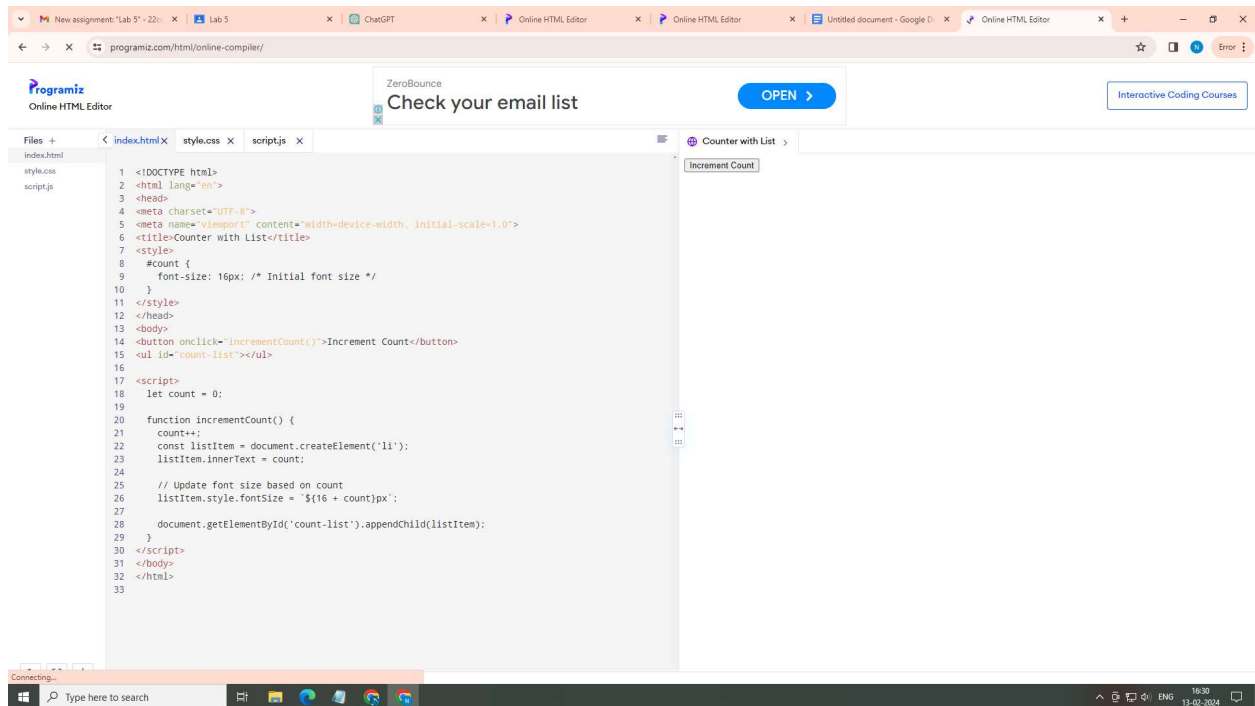 New assignment: "Lab 5" - 22c
Lab 5
ChatGPT
Online HTML Editor
Online HTML Editor
Untitled document - Google D
Online HTML Editor
programiz.com/html/online-compiler/
N
Error
Programiz
Online HTML Editor
ZeroBounce
Check your email list
OPEN >
Interactive Coding Courses
Files +
index.html
style.css
script.js
index.html X
style.css X
script.js X
Counter with List >
Increment Count
1 <!DOCTYPE html>
2 <html lang="en">
3 <head>
4 <meta charset="UTF-8">
5 <meta name="viewport" content="width=device-width, initial-scale=1.0">
6 <title>Counter with List</title>
7 <style>
8 #count {
9 font-size: 16px; /* Initial font size */
10 }
11 </style>
12 </head>
13 <body>
14 <button onclick="incrementCount()">Increment Count</button>
15 <ul id="count-list"></ul>
16
17 <script>
18 let count = 0;
19
20 function incrementCount() {
21 count++;
22 const listItem = document.createElement('li');
23 listItem.innerText = count;
24
25 // Update font size based on count
26 listItem.style.fontSize = `${16 + count}px`;
27
28 document.getElementById('count-list').appendChild(listItem);
29 }
30 </script>
31 </body>
32 </html>
33
Connecting...
Type here to search
ENG
16:30
13-02-2024